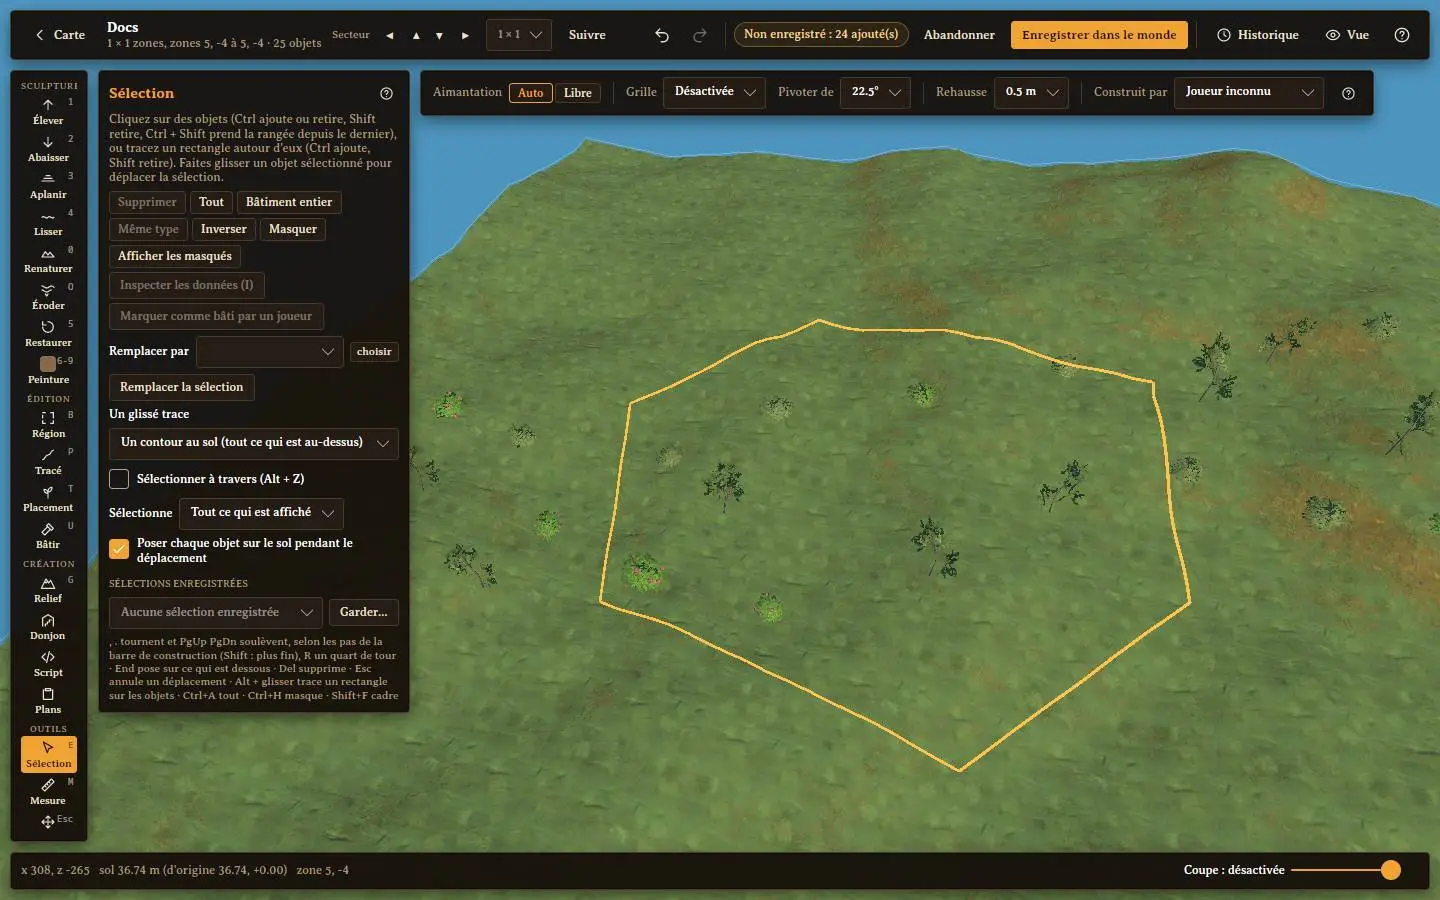 Carte
Docs
1 × 1 zones, zones 5, -4 à 5, -4 · 25 objets
Secteur
1 × 1
Suivre
Non enregistré : 24 ajouté(s)
Abandonner
Enregistrer dans le monde
Historique
Vue
SCULPTURE
1
Élever
2
Abaisser
3
Aplanir
4
Lisser
0
Renaturer
O
Éroder
5
Restaurer
6-9
Peinture
ÉDITION
B
Région
P
Tracé
T
Placement
U
Bâtir
CRÉATION
G
Relief
Donjon
Script
Plans
OUTILS
E
Sélection
M
Mesure
Esc
Sélection
Cliquez sur des objets (Ctrl ajoute ou retire, Shift
retire, Ctrl + Shift prend la rangée depuis le dernier),
ou tracez un rectangle autour d'eux (Ctrl ajoute,
Shift retire). Faites glisser un objet sélectionné pour
déplacer la sélection.
Supprimer Tout Bâtiment entier
Même type Inverser Masquer
Afficher les masqués
Inspecter les données (I)
Marquer comme bâti par un joueur
Remplacer par choisir
Remplacer la sélection
Un glissé trace
Un contour au sol (tout ce qui est au-dessus)
Sélectionner à travers (Alt + Z)
Sélectionne Tout ce qui est affiché
Poser chaque objet sur le sol pendant le
déplacement
SÉLECTIONS ENREGISTRÉES
Aucune sélection enregistrée Garder...
, . tournent et PgUp PgDn soulèvent, selon les pas de la
barre de construction (Shift : plus fin), R un quart de tour
· End pose sur ce qui est dessous · Del supprime · Esc
annule un déplacement · Alt + glisser trace un rectangle
sur les objets · Ctrl+A tout · Ctrl+H masque · Shift+F cadre
Aimantation Auto Libre Grille Désactivée Pivoter de 22.5° Rehausse 0.5 m Construit par Joueur inconnu
x 308, z -265 sol 36.74 m (d'origine 36.74, +0.00) zone 5, -4
Coupe : désactivée